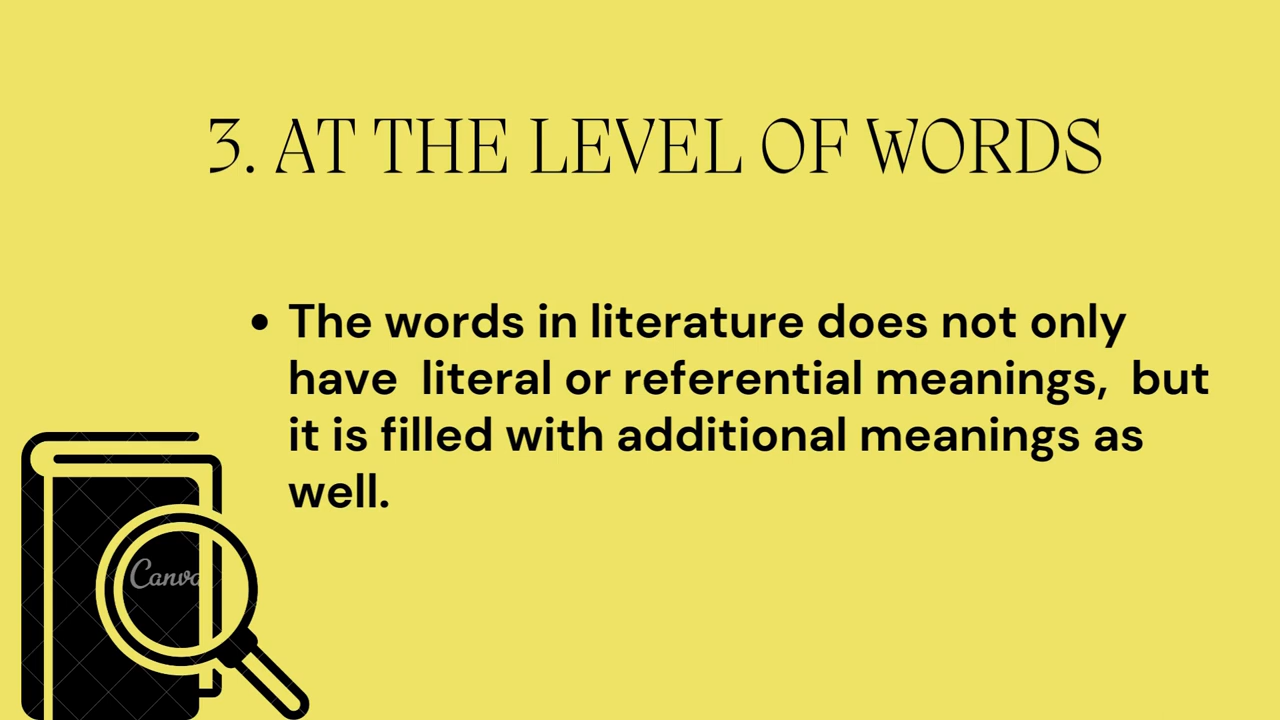 3. AT THE LEVEL OF WORDS
• The words in literature does not only
have literal or referential meanings, but
it is filled with additional meanings as
well.
Canva